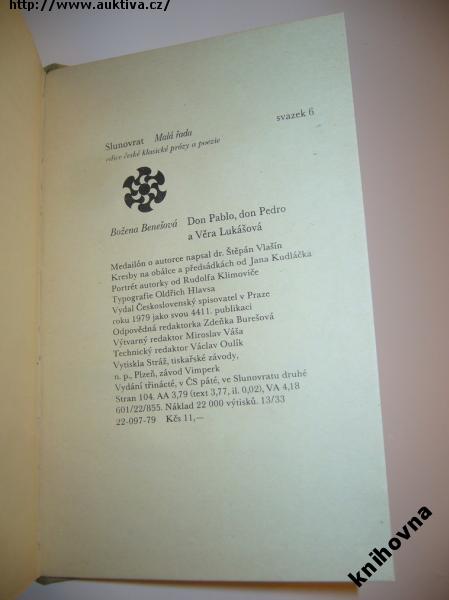 http://www.auktiva.cz/
Slunovrat Malá řada svazek 6
edice české klasické prózy a poezie
Božena Benešová Don Pablo, don Pedro
a Věra Lukášová
Medailón o autorce napsal dr. Štěpán Vlašín
Kresby na obálce a předsádkách od Jana Kudláčka
Portrét autorky od Rudolfa Klimoviče
Typografie Oldřich Hlavsa
Vydal Československý spisovatel v Praze
roku 1979 jako svou 4411. publikaci
Odpovědná redaktorka Zdeňka Burešová
Výtvarný redaktor Miroslav Váša
Technický redaktor Václav Oulík
Vytiskla Stráž, tiskařské závody,
n. p., Plzeň, závod Vimperk
Vydání třinácté, v ČS páté, ve Slunovratu druhé
Stran 104. AA 3,79 (text 3,77, il. 0,02), VA 4,18
601/22/855. Náklad 22 000 výtisků. 13/33
22-097-79 Kčs 11,—
knihovna